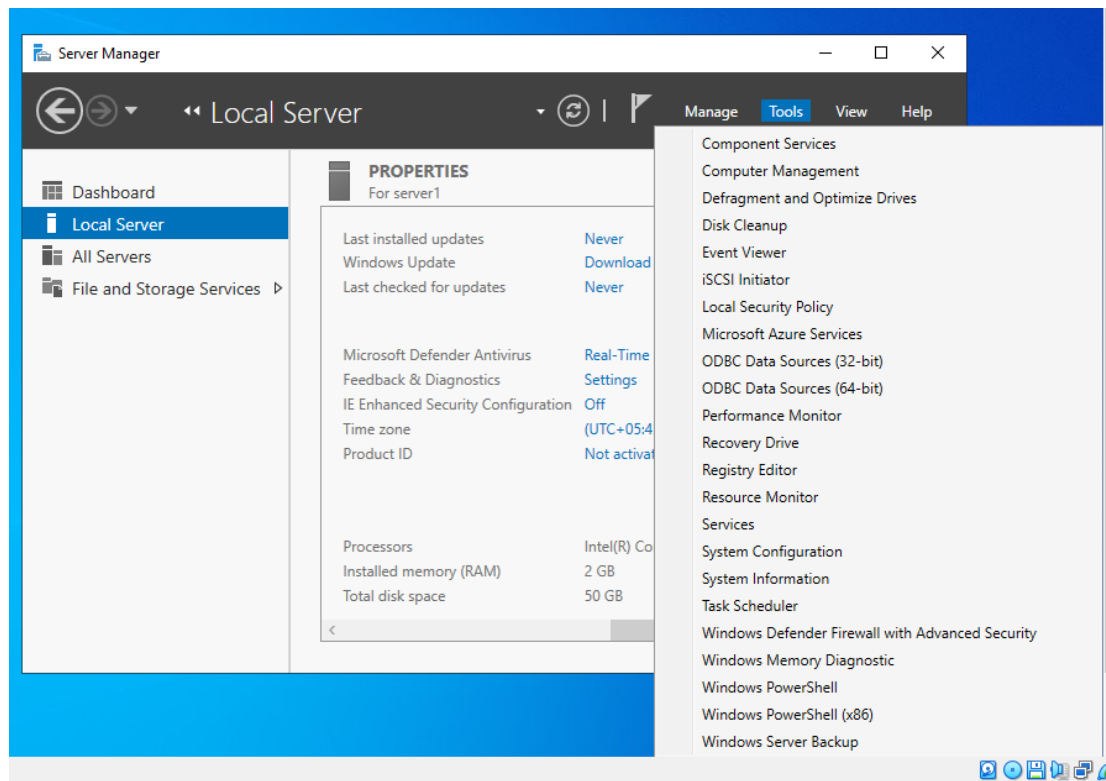 Server Manager
Local Server
Manage Tools View Help
Dashboard
Local Server
All Servers
File and Storage Services
PROPERTIES
For server1
Last installed updates Never
Windows Update Download
Last checked for updates Never
Microsoft Defender Antivirus Real-Time
Feedback & Diagnostics Settings
IE Enhanced Security Configuration Off
Time zone (UTC+05:4
Product ID Not activat
Processors Intel(R) Co
Installed memory (RAM) 2 GB
Total disk space 50 GB
Component Services
Computer Management
Defragment and Optimize Drives
Disk Cleanup
Event Viewer
iSCSI Initiator
Local Security Policy
Microsoft Azure Services
ODBC Data Sources (32-bit)
ODBC Data Sources (64-bit)
Performance Monitor
Recovery Drive
Registry Editor
Resource Monitor
Services
System Configuration
System Information
Task Scheduler
Windows Defender Firewall with Advanced Security
Windows Memory Diagnostic
Windows PowerShell
Windows PowerShell (x86)
Windows Server Backup